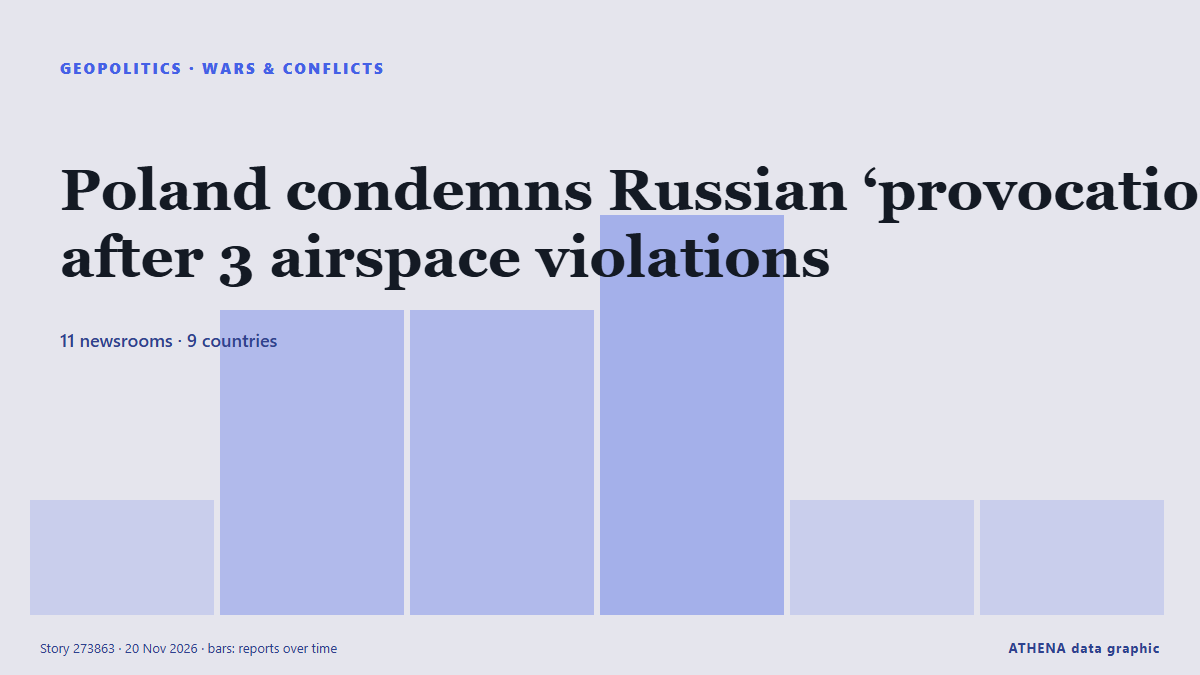 GEOPOLITICS · WARS & CONFLICTS
Poland condemns Russian ‘provocatio
after 3 airspace violations
11 newsrooms · 9 countries
Story 273863 · 20 Nov 2026 · bars: reports over time
ATHENA data graphic